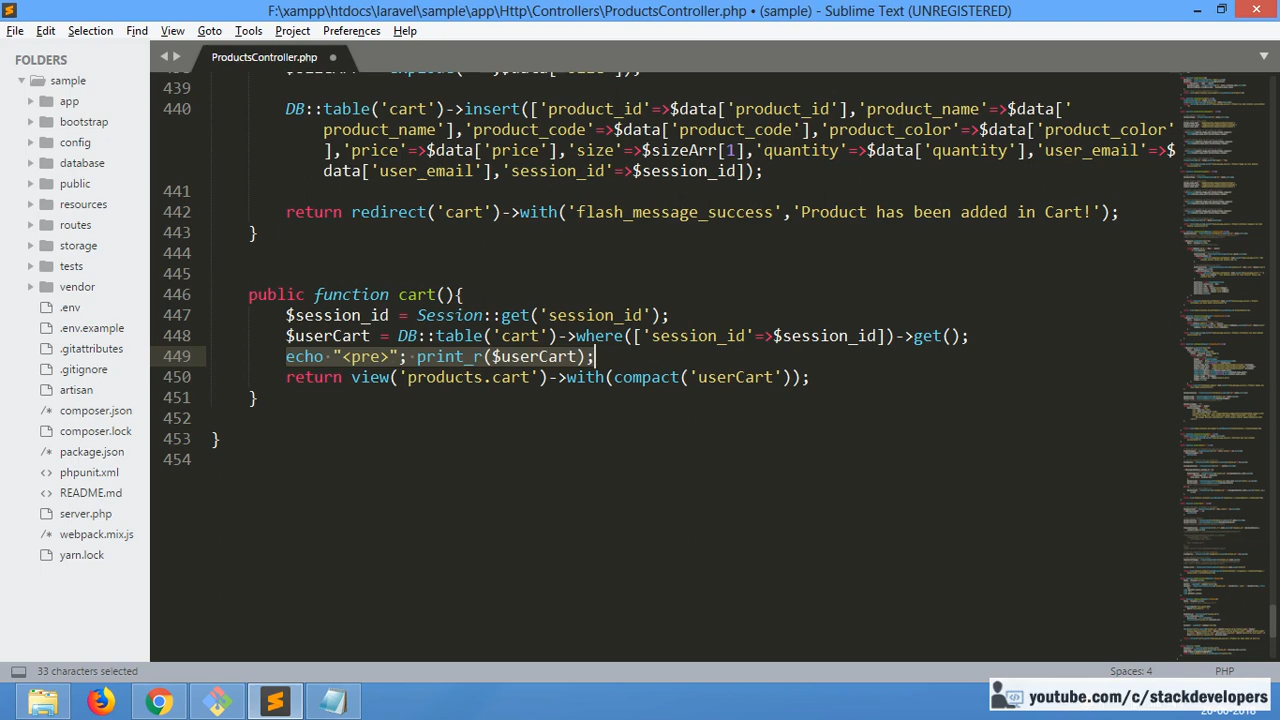 F:\xampp\htdocs\laravel\sample\app\Http\Controllers\ProductsController.php • (sample) - Sublime Text (UNREGISTERED)
File Edit Selection Find View Goto Tools Project Preferences Help
FOLDERS
sample
app
bootstrap
config
database
public
resources
routes
storage
tests
vendor
.env
.env.example
.gitattributes
.gitignore
artisan
composer.json
composer.lock
package.json
phpunit.xml
README.md
server.php
webpack.mix.js
yarn.lock
ProductsController.php
439
440 DB::table('cart')->insert(['product_id'=>$data['product_id'],'product_name'=>$data['
product_name'],'product_code'=>$data['product_code'],'product_color'=>$data['product_color'
],'price'=>$data['price'],'size'=>$sizeArr[1],'quantity'=>$data['quantity'],'user_email'=>$
data['user_email'],'session_id'=>$session_id]);
441
442 return redirect('cart')->with('flash_message_success','Product has been added in Cart!');
443 }
444
445
446 public function cart(){
447 $session_id = Session::get('session_id');
448 $userCart = DB::table('cart')->where(['session_id'=>$session_id])->get();
449 echo "<pre>"; print_r($userCart);
450 return view('products.cart')->with(compact('userCart'));
451 }
452
453 }
454
33 characters selected
Spaces: 4
PHP
youtube.com/c/stackdevelopers